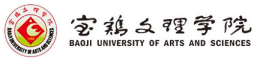 宝鸡文理学院
BAOJI UNIVERSITY OF ARTS AND SCIENCES